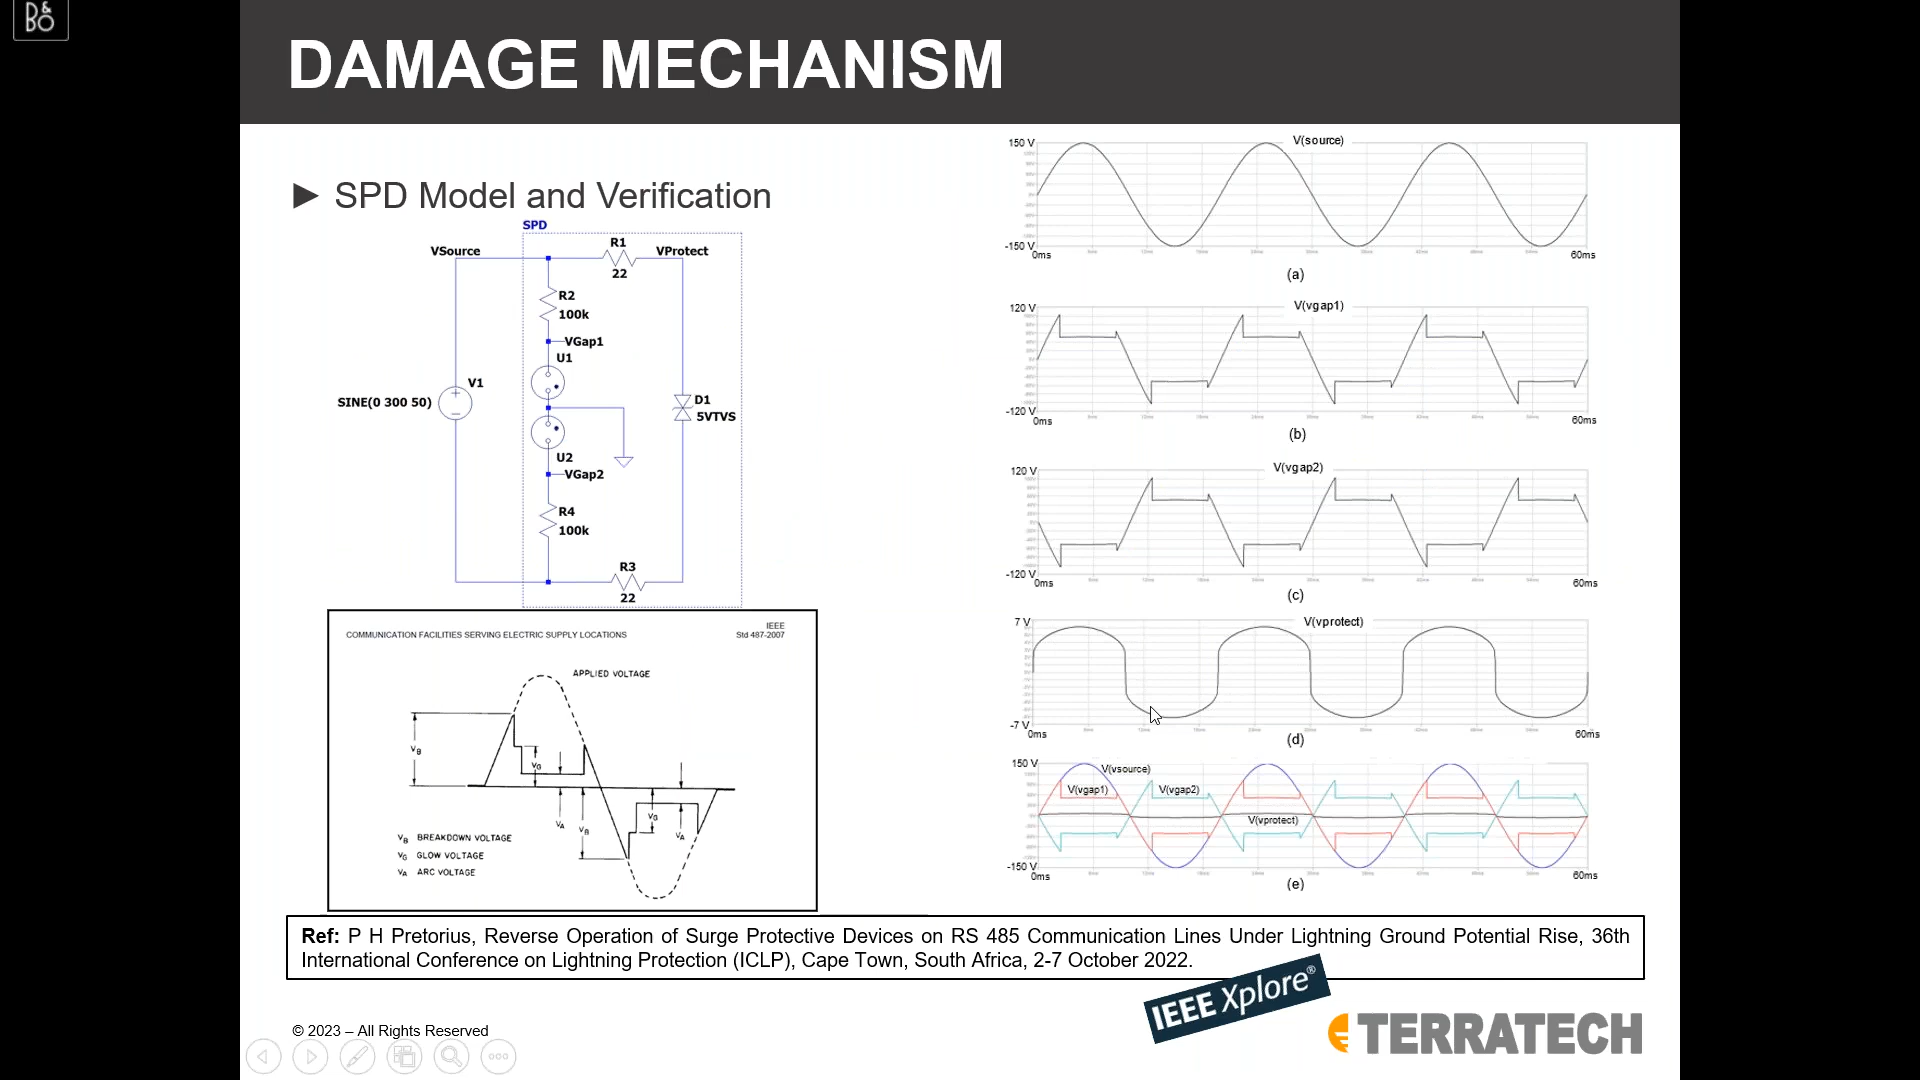 B&O
DAMAGE MECHANISM
► SPD Model and Verification
SPD
VSource
R1
VProtect
22
R2
100k
VGap1
U1
V1
SINE(0 300 50)
D1
5VTVS
U2
VGap2
R4
100k
R3
22
COMMUNICATION FACILITIES SERVING ELECTRIC SUPPLY LOCATIONS
IEEE
Std 487-2007
APPLIED VOLTAGE
VB
VG
VA
VB
VG
VA
VB BREAKDOWN VOLTAGE
VG GLOW VOLTAGE
VA ARC VOLTAGE
V(source)
150 V
-150 V
0ms
60ms
(a)
V(vgap1)
120 V
-120 V
0ms
60ms
(b)
V(vgap2)
120 V
-120 V
0ms
60ms
(c)
V(vprotect)
7 V
-7 V
0ms
60ms
(d)
150 V
V(vsource)
V(vgap1)
V(vgap2)
V(vprotect)
-150 V
0ms
60ms
(e)
Ref: P H Pretorius, Reverse Operation of Surge Protective Devices on RS 485 Communication Lines Under Lightning Ground Potential Rise, 36th
International Conference on Lightning Protection (ICLP), Cape Town, South Africa, 2-7 October 2022.
IEEE Xplore®
© 2023 – All Rights Reserved
TERRATECH